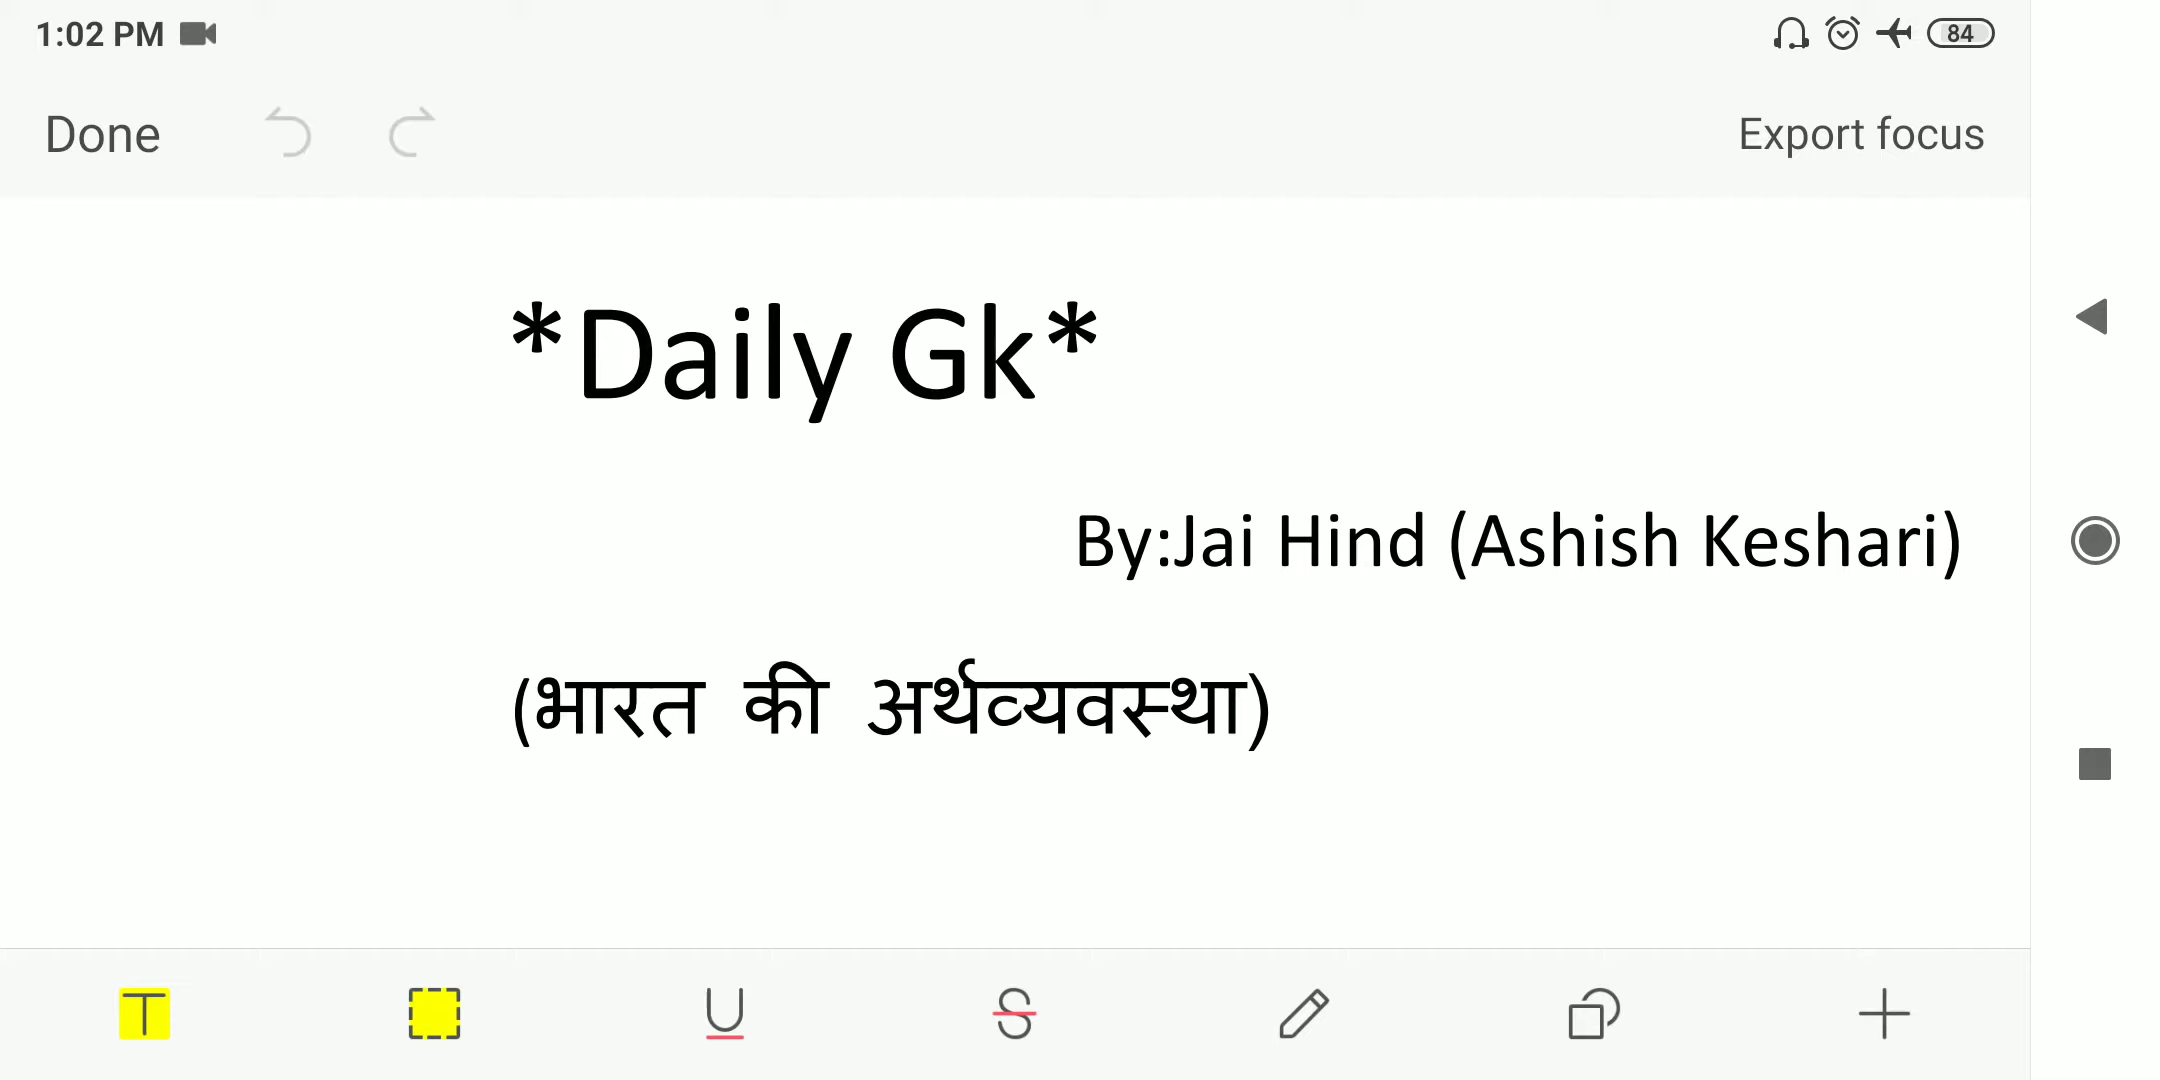 1:02 PM 84
Done Export focus
*Daily Gk*
By:Jai Hind (Ashish Keshari)
(भारत की अर्थव्यवस्था)
T U S